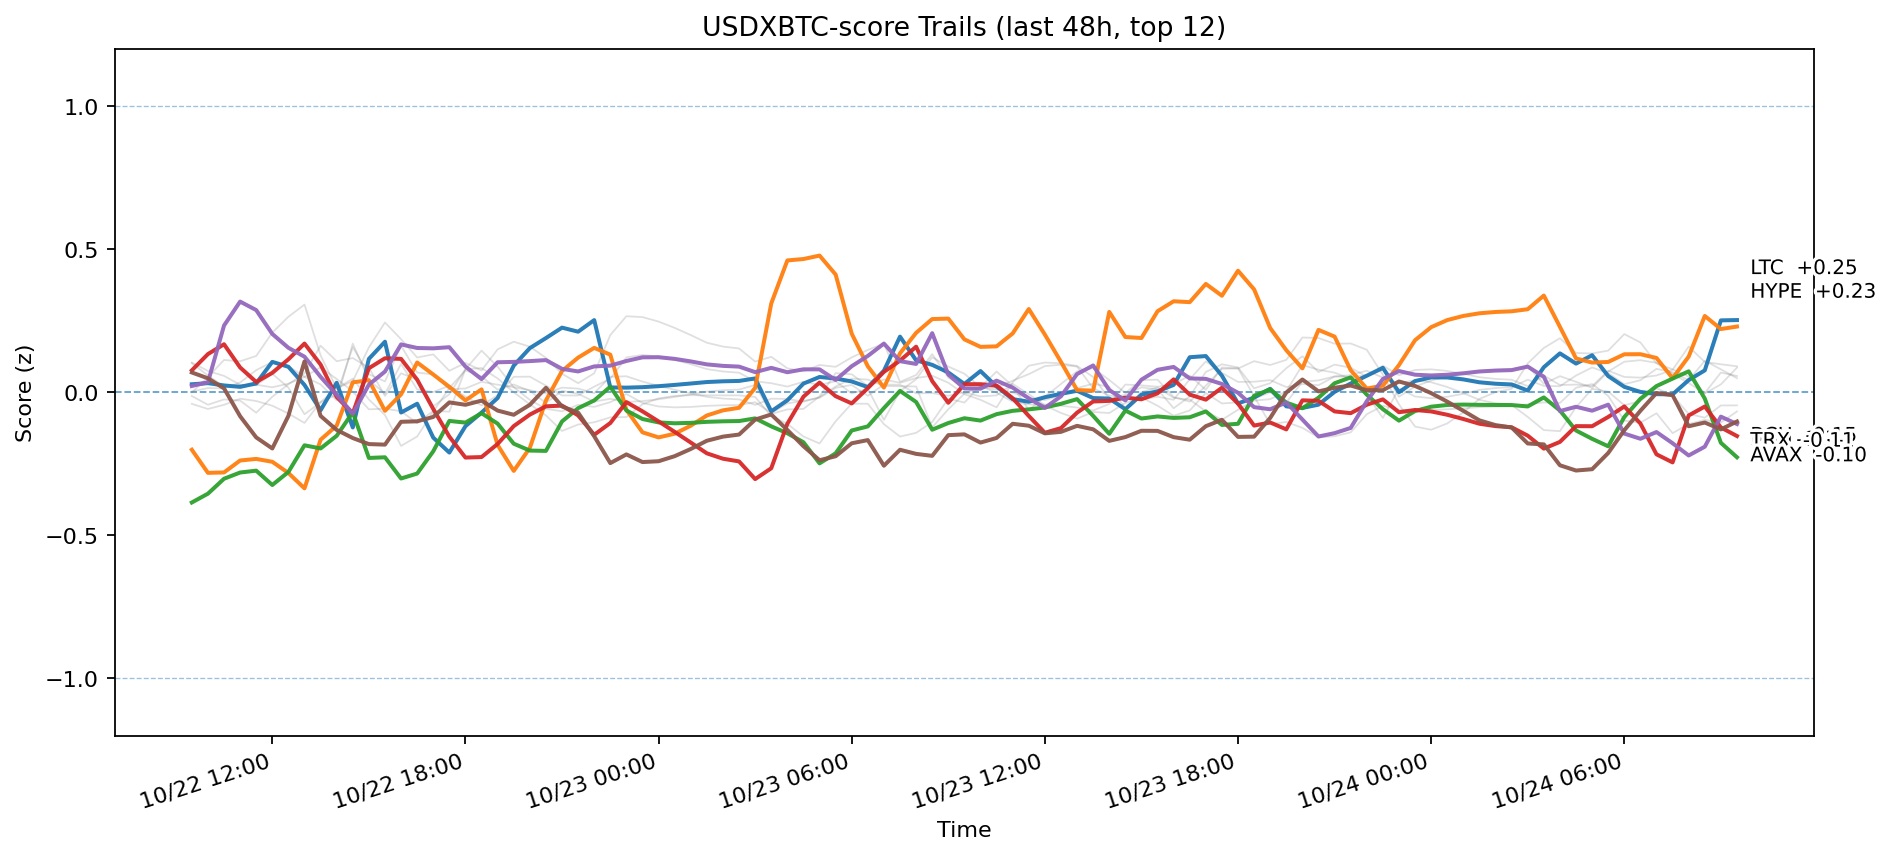 USDXBTC-score Trails (last 48h, top 12)
Score (z)
1.0
0.5
0.0
−0.5
−1.0
LTC +0.25
HYPE +0.23
TRX -0.11
AVAX -0.10
10/22 12:00
10/22 18:00
10/23 00:00
10/23 06:00
10/23 12:00
10/23 18:00
10/24 00:00
10/24 06:00
Time